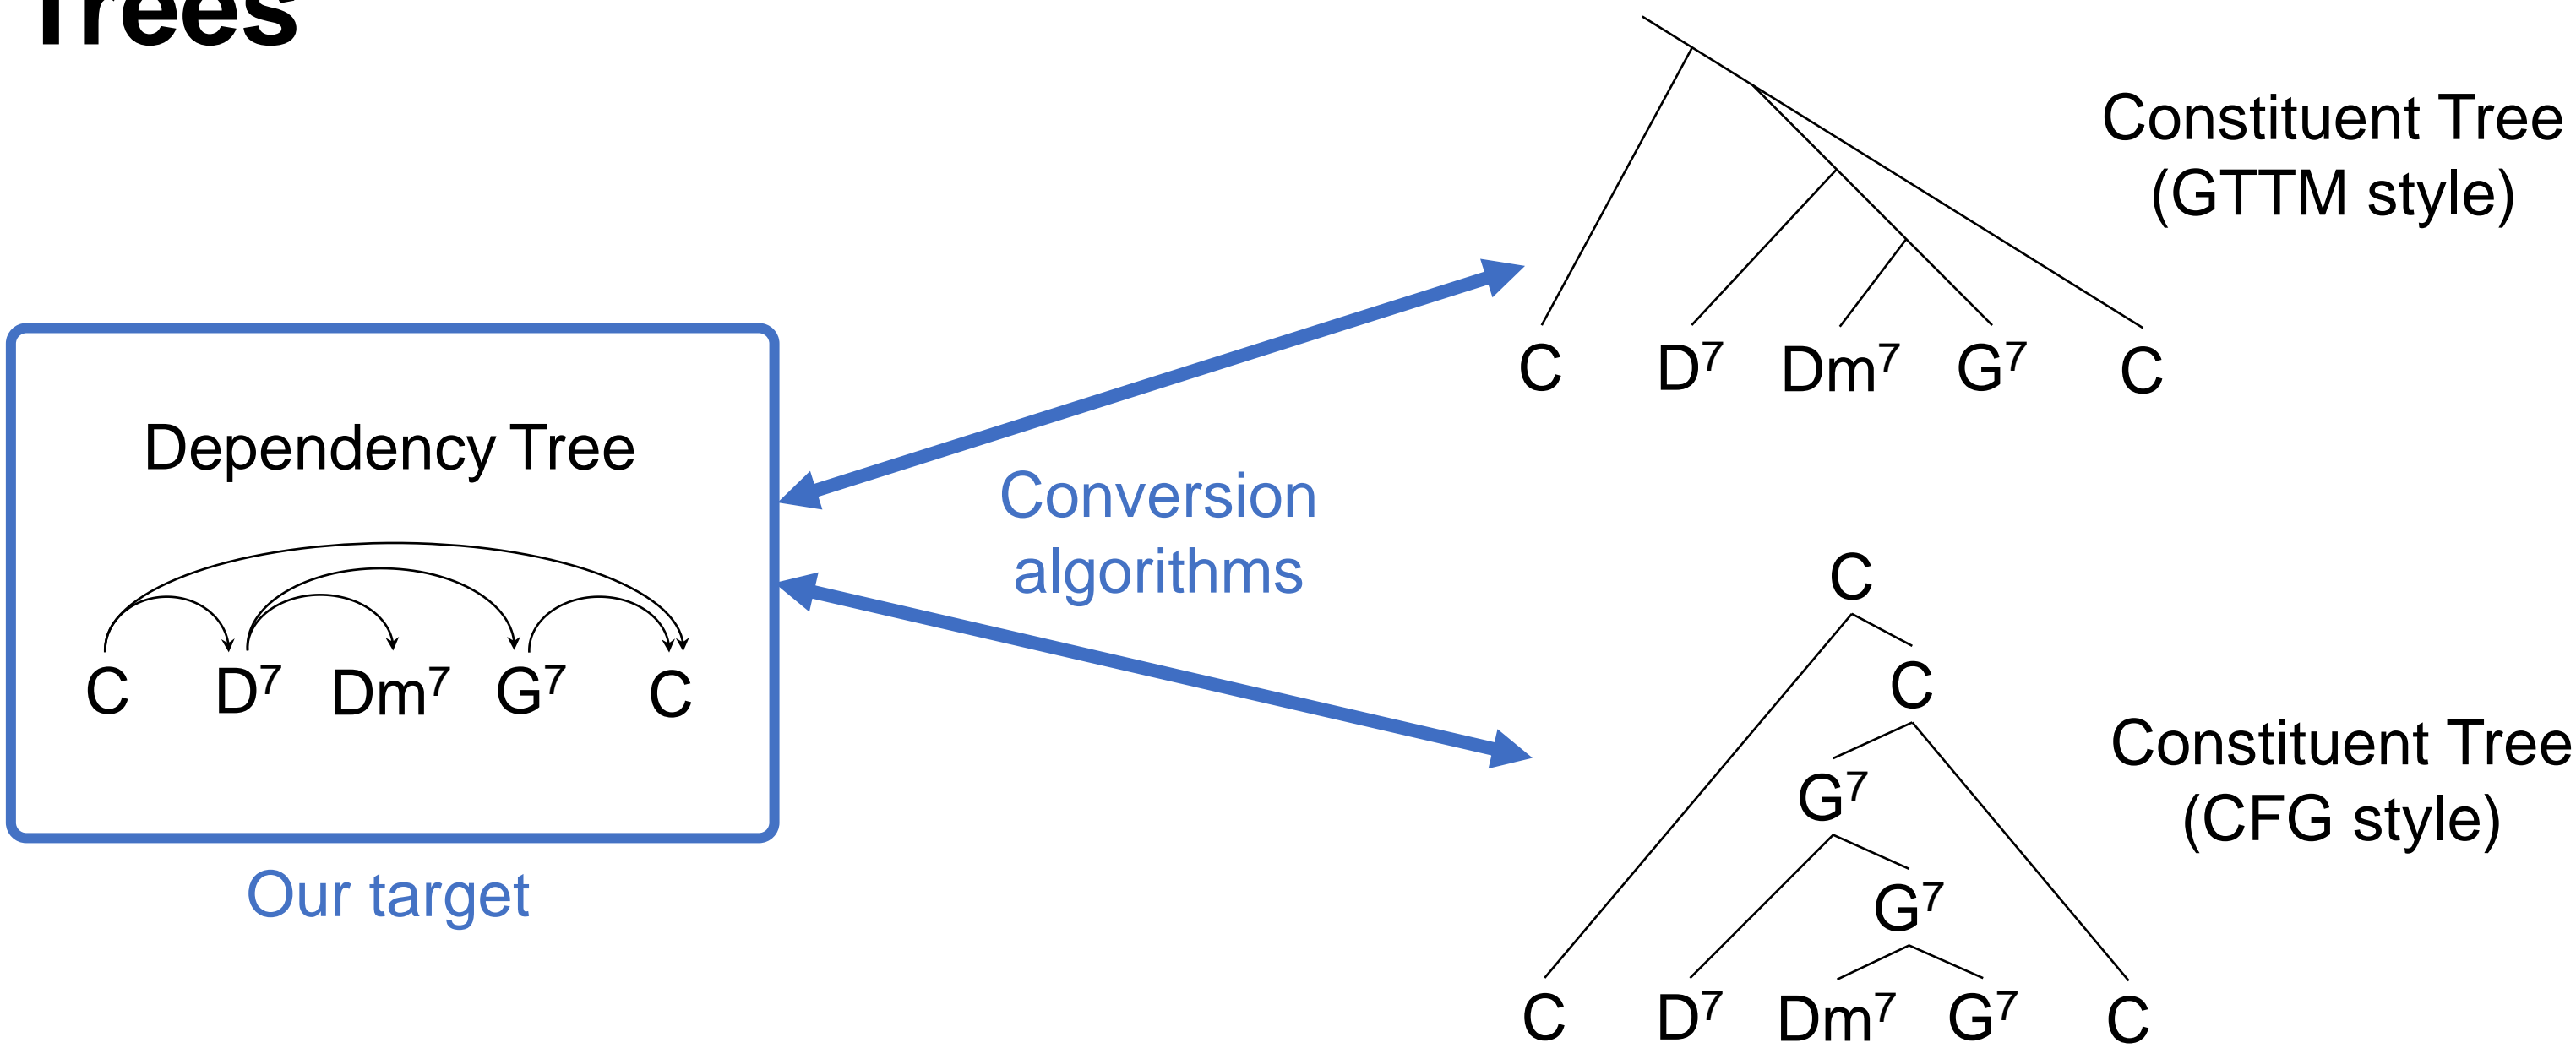 Trees
Constituent Tree
(GTTM style)
C D⁷ Dm⁷ G⁷ C
Dependency Tree
C D⁷ Dm⁷ G⁷ C
Our target
Conversion
algorithms
C
C
G⁷
G⁷
C D⁷ Dm⁷ G⁷ C
Constituent Tree
(CFG style)